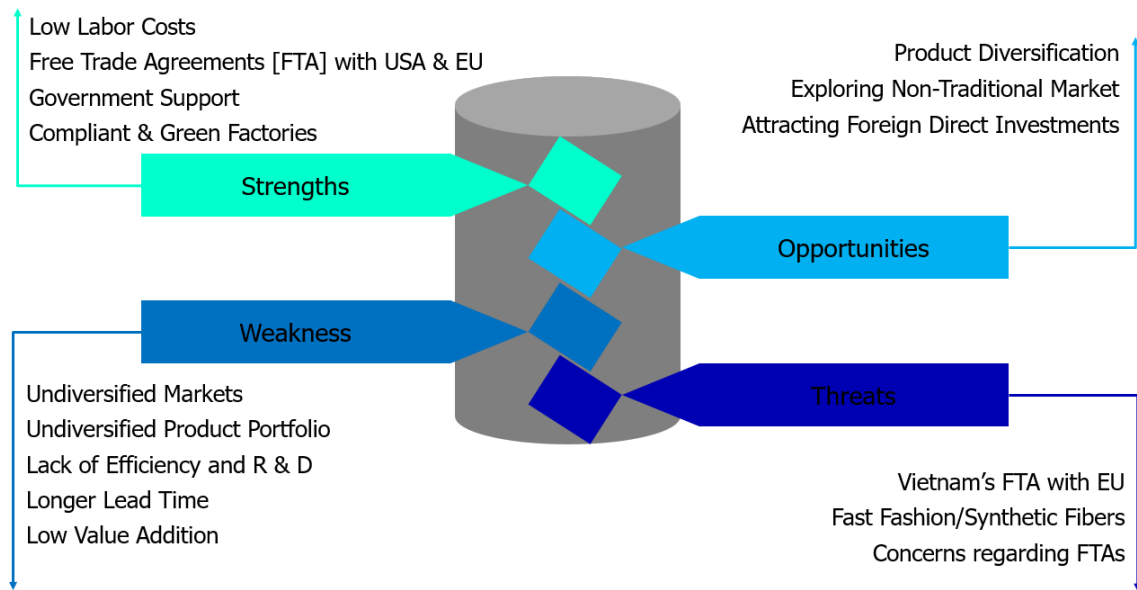 Low Labor Costs
Free Trade Agreements [FTA] with USA & EU
Government Support
Compliant & Green Factories
Strengths
Product Diversification
Exploring Non-Traditional Market
Attracting Foreign Direct Investments
Opportunities
Weakness
Undiversified Markets
Undiversified Product Portfolio
Lack of Efficiency and R & D
Longer Lead Time
Low Value Addition
Threats
Vietnam’s FTA with EU
Fast Fashion/Synthetic Fibers
Concerns regarding FTAs